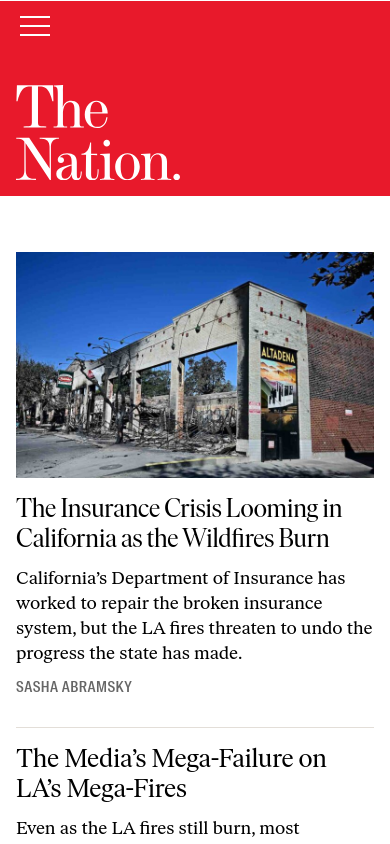 The
Nation.
ALTADENA
The Insurance Crisis Looming in
California as the Wildfires Burn
California’s Department of Insurance has
worked to repair the broken insurance
system, but the LA fires threaten to undo the
progress the state has made.
SASHA ABRAMSKY
The Media’s Mega-Failure on
LA’s Mega-Fires
Even as the LA fires still burn, most